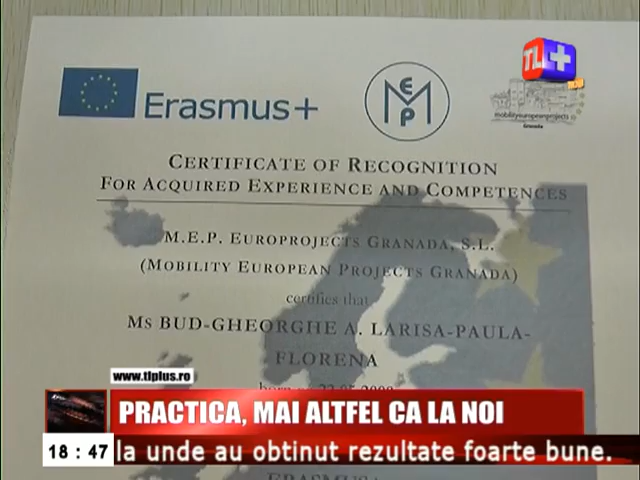 TL+
NOU
Erasmus+
MEP
mobilityeuropeanprojects
Granada
CERTIFICATE OF RECOGNITION
FOR ACQUIRED EXPERIENCE AND COMPETENCES
M.E.P. EUROPROJECTS GRANADA, S.L.
(MOBILITY EUROPEAN PROJECTS GRANADA)
certifies that
MS BUD-GHEORGHE A. LARISA-PAULA-
FLORENA
www.tlplus.ro
PRACTICA, MAI ALTFEL CA LA NOI
18 : 47
la unde au obtinut rezultate foarte bune.